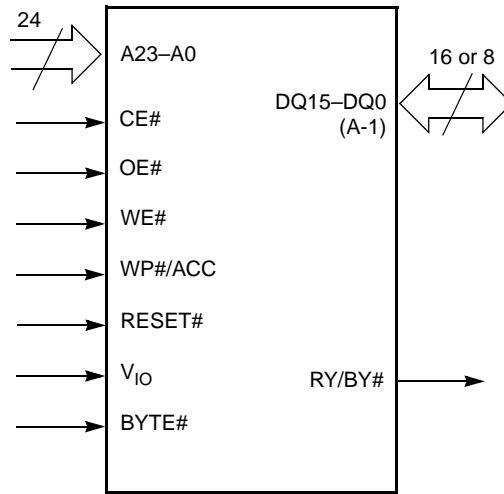 24
A23–A0
16 or 8
DQ15–DQ0
(A-1)
CE#
OE#
WE#
WP#/ACC
RESET#
VIO
RY/BY#
BYTE#